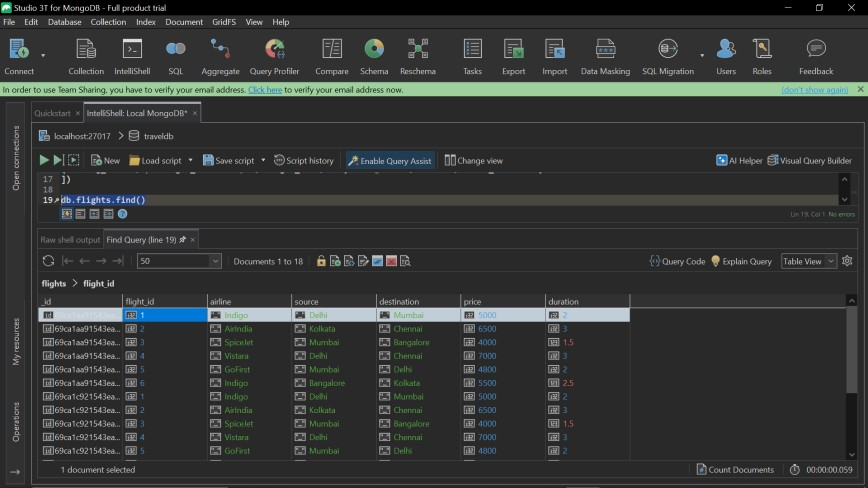 Studio 3T for MongoDB - Full product trial
File Edit Database Collection Index Document GridFS View Help
Connect Collection IntelliShell SQL Aggregate Query Profiler Compare Schema Reschema Tasks Export Import Data Masking SQL Migration Users Roles Feedback
In order to use Team Sharing, you have to verify your email address. Click here to verify your email address now. (don't show again)
Open connections
My resources
Operations
Quickstart IntelliShell: Local MongoDB*
localhost:27017 traveldb
New Load script Save script Script history Enable Query Assist Change view AI Helper Visual Query Builder
17 ])
18
19 db.flights.find()
Ln 19, Col 1 No errors
Raw shell output Find Query (line 19)
50 Documents 1 to 18 Query Code Explain Query Table View
flights > flight_id
_id flight_id airline source destination price duration
1 Indigo Delhi Mumbai 5000 2
69ca1aa91543ea... 2 AirIndia Kolkata Chennai 6500 3
69ca1aa91543ea... 3 SpiceJet Mumbai Bangalore 4000 1.5
69ca1aa91543ea... 4 Vistara Delhi Chennai 7000 3
69ca1aa91543ea... 5 GoFirst Mumbai Delhi 4800 2
69ca1aa91543ea... 6 Indigo Bangalore Kolkata 5500 2.5
69ca1c921543ea... 1 Indigo Delhi Mumbai 5000 2
69ca1c921543ea... 2 AirIndia Kolkata Chennai 6500 3
69ca1c921543ea... 3 SpiceJet Mumbai Bangalore 4000 1.5
69ca1c921543ea... 4 Vistara Delhi Chennai 7000 3
69ca1c921543ea... 5 GoFirst Mumbai Delhi 4800 2
1 document selected Count Documents 00:00:00.059